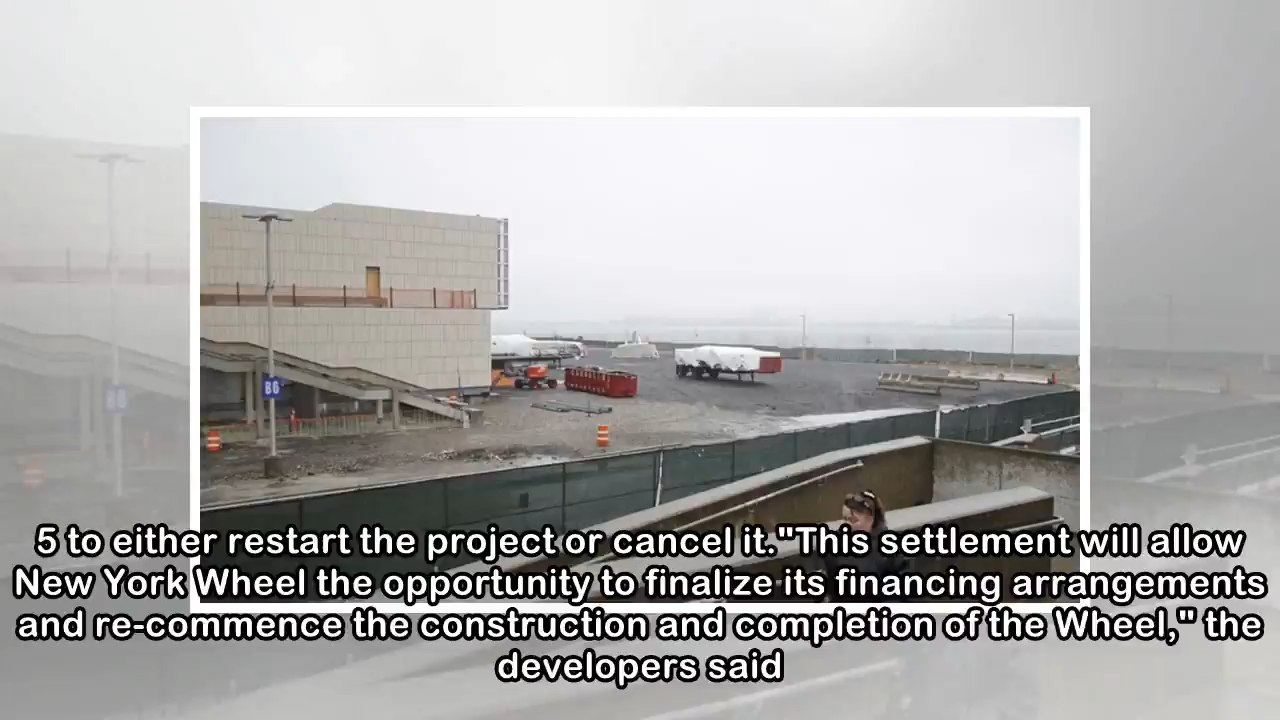 B6
5 to either restart the project or cancel it."This settlement will allow
New York Wheel the opportunity to finalize its financing arrangements
and re-commence the construction and completion of the Wheel," the
developers said